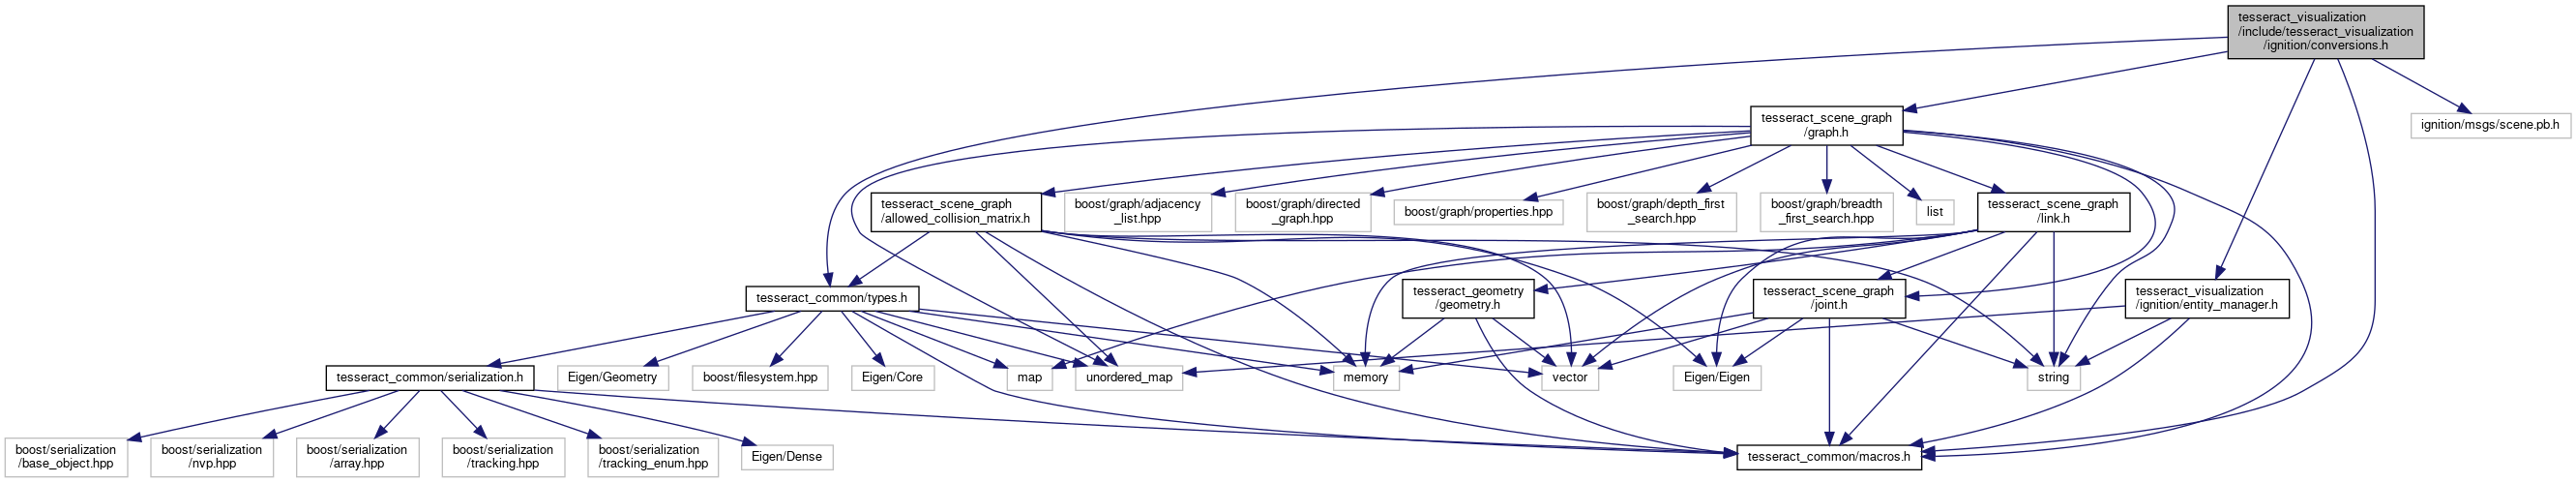 tesseract_visualization
/include/tesseract_visualization
/ignition/conversions.h
tesseract_scene_graph
/graph.h
ignition/msgs/scene.pb.h
tesseract_scene_graph
/allowed_collision_matrix.h
boost/graph/adjacency
_list.hpp
boost/graph/directed
_graph.hpp
boost/graph/properties.hpp
boost/graph/depth_first
_search.hpp
boost/graph/breadth
_first_search.hpp
list
tesseract_scene_graph
/link.h
tesseract_common/types.h
tesseract_geometry
/geometry.h
tesseract_scene_graph
/joint.h
tesseract_visualization
/ignition/entity_manager.h
tesseract_common/serialization.h
Eigen/Geometry
boost/filesystem.hpp
Eigen/Core
map
unordered_map
memory
vector
Eigen/Eigen
string
boost/serialization
/base_object.hpp
boost/serialization
/nvp.hpp
boost/serialization
/array.hpp
boost/serialization
/tracking.hpp
boost/serialization
/tracking_enum.hpp
Eigen/Dense
tesseract_common/macros.h